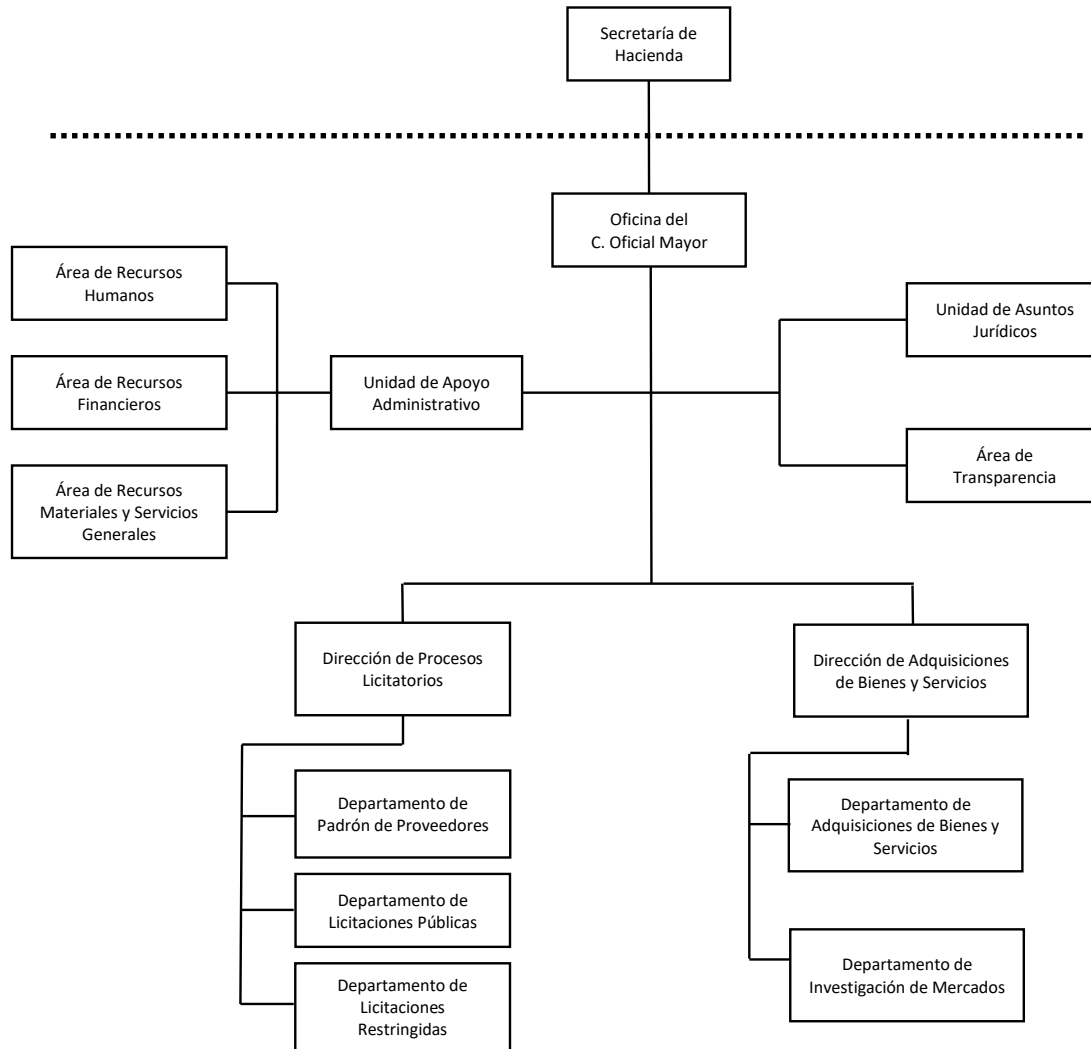 Secretaría de
Hacienda
Oficina del
C. Oficial Mayor
Área de Recursos
Humanos
Unidad de Asuntos
Jurídicos
Área de Recursos
Financieros
Unidad de Apoyo
Administrativo
Área de
Transparencia
Área de Recursos
Materiales y Servicios
Generales
Dirección de Procesos
Licitatorios
Dirección de Adquisiciones
de Bienes y Servicios
Departamento de
Padrón de Proveedores
Departamento de
Licitaciones Públicas
Departamento de
Licitaciones
Restringidas
Departamento de
Adquisiciones de Bienes y
Servicios
Departamento de
Investigación de Mercados